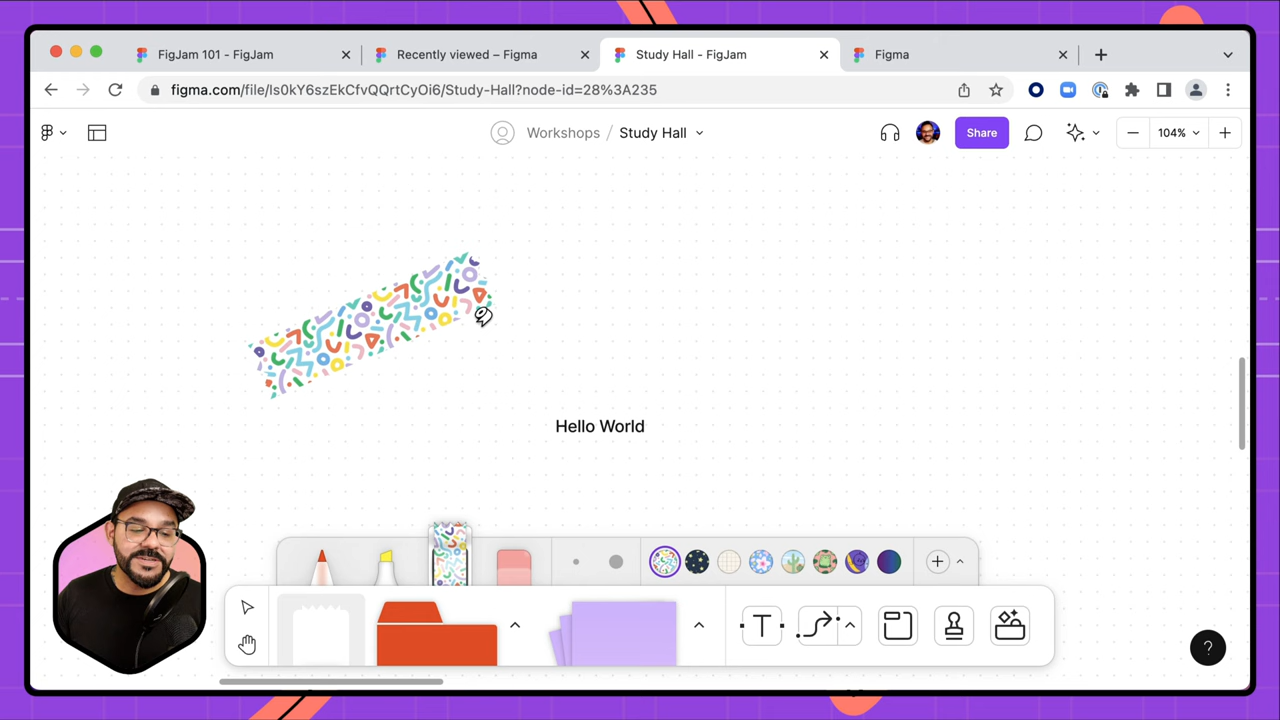 FigJam 101 - FigJam
Recently viewed – Figma
Study Hall - FigJam
Figma
figma.com/file/Is0kY6szEkCfvQQrtCyOi6/Study-Hall?node-id=28%3A235
Workshops / Study Hall
Share
104%
Hello World
T
?